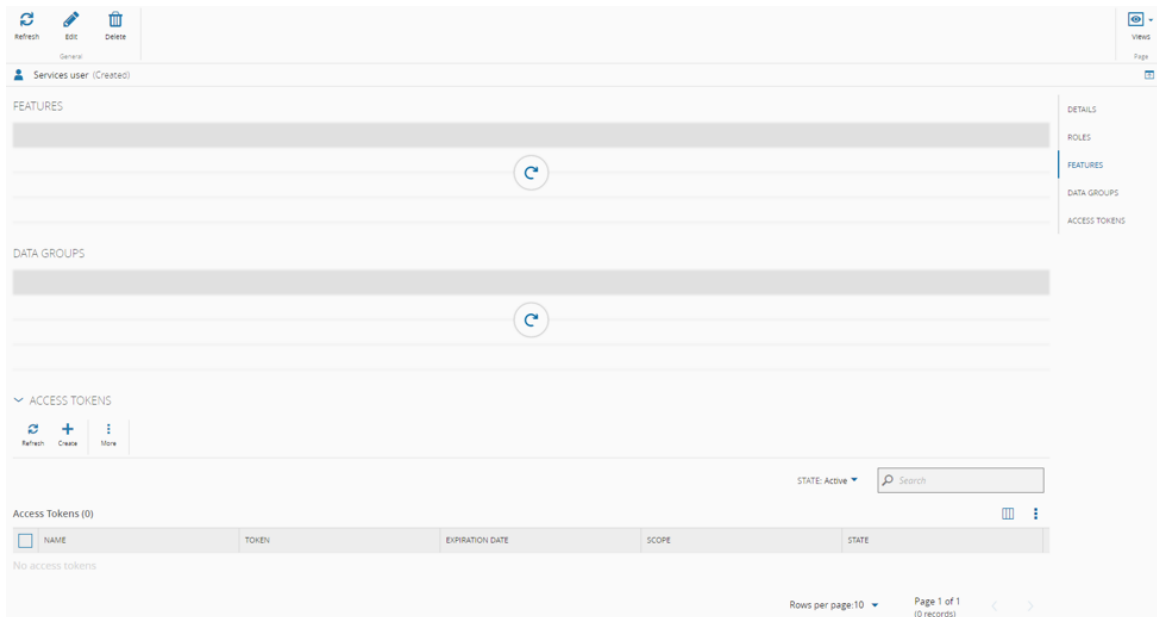 Refresh Edit Delete Views
General Page
Services user (Created)
FEATURES
DETAILS
ROLES
FEATURES
DATA GROUPS
ACCESS TOKENS
DATA GROUPS
ACCESS TOKENS
Refresh Create More
STATE: Active Search
Access Tokens (0)
NAME TOKEN EXPIRATION DATE SCOPE STATE
No access tokens
Rows per page:10 Page 1 of 1
(0 records)